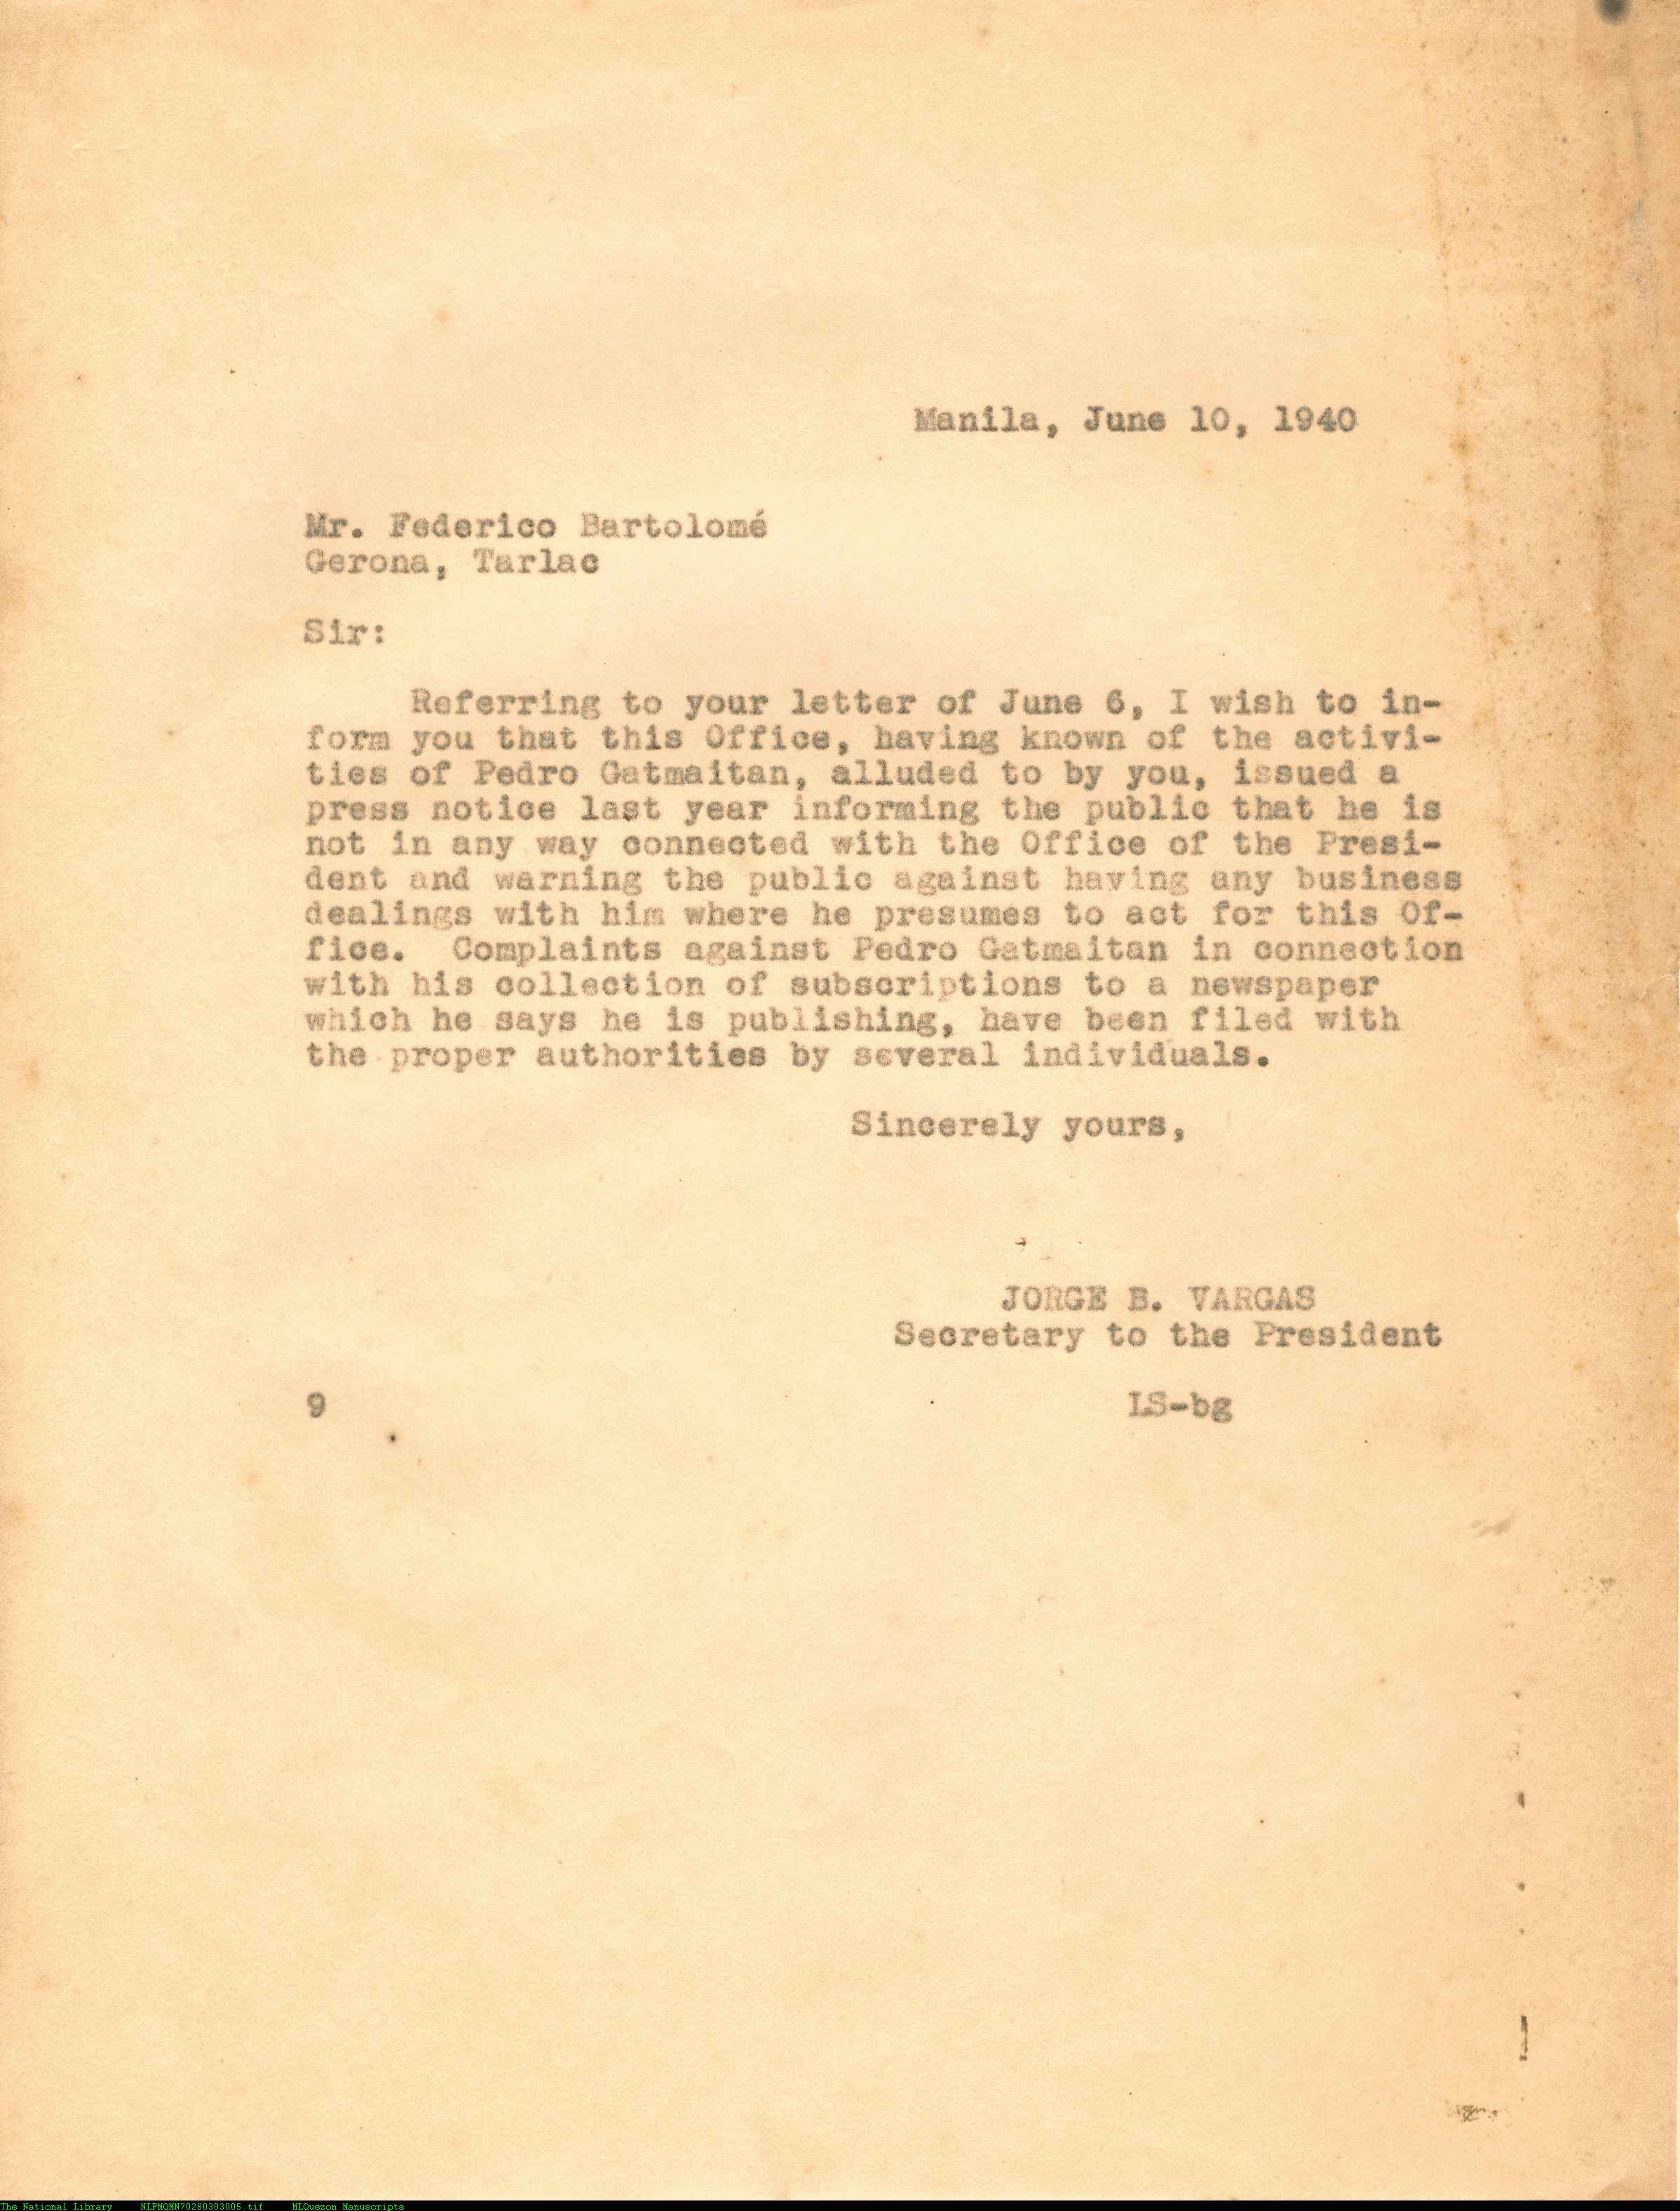 Manila, June 10, 1940
Mr. Federico Bartolomé
Gerona, Tarlac
Sir:
Referring to your letter of June 6, I wish to in-
form you that this Office, having known of the activi-
ties of Pedro Gatmaitan, alluded to by you, issued a
press notice last year informing the public that he is
not in any way connected with the Office of the Presi-
dent and warning the public against having any business
dealings with him where he presumes to act for this Of-
fice. Complaints against Pedro Gatmaitan in connection
with his collection of subscriptions to a newspaper
which he says he is publishing, have been filed with
the proper authorities by several individuals.
Sincerely yours,
JORGE B. VARGAS
Secretary to the President
9 LS-bg
The National Library NLPMQMN70280303005.tif MLQuezon Manuscripts